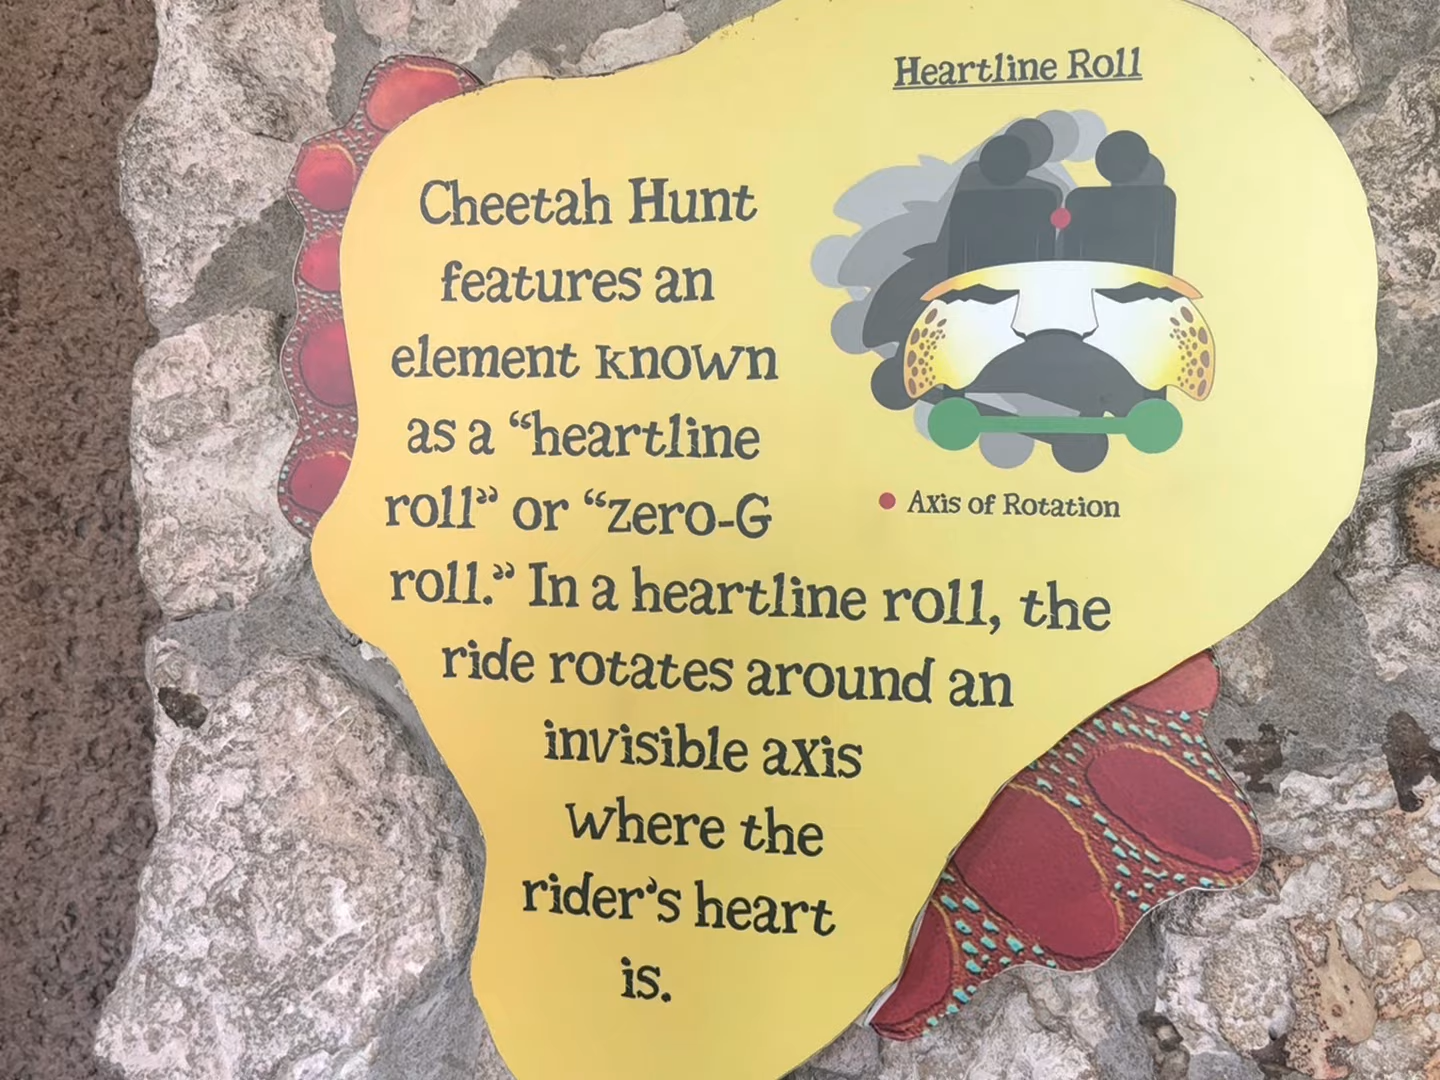 Heartline Roll
Cheetah Hunt
features an
element known
as a “heartline
roll” or “zero-G
roll.” In a heartline roll, the
ride rotates around an
invisible axis
where the
rider’s heart
is.
Axis of Rotation